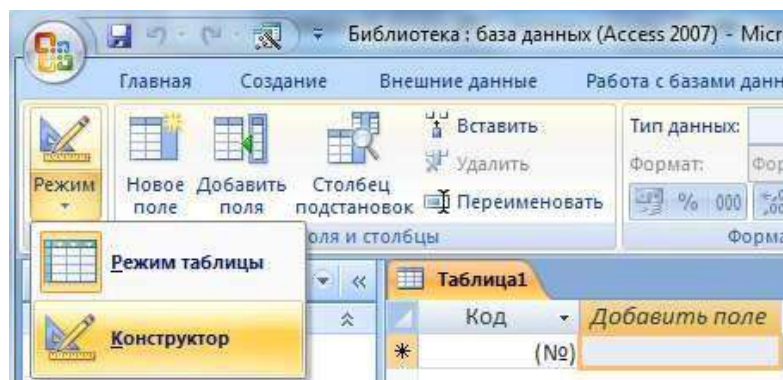 Библиотека : база данных (Access 2007) - Micr
Главная Создание Внешние данные Работа с базами данн
Режим
Новое поле
Добавить поля
Столбец подстановок
Вставить
Удалить
Переименовать
Тип данных:
Формат: Фор
% 000
оля и столбцы
Форма
Режим таблицы
Конструктор
«
Таблица1
Код Добавить поле
* (№)